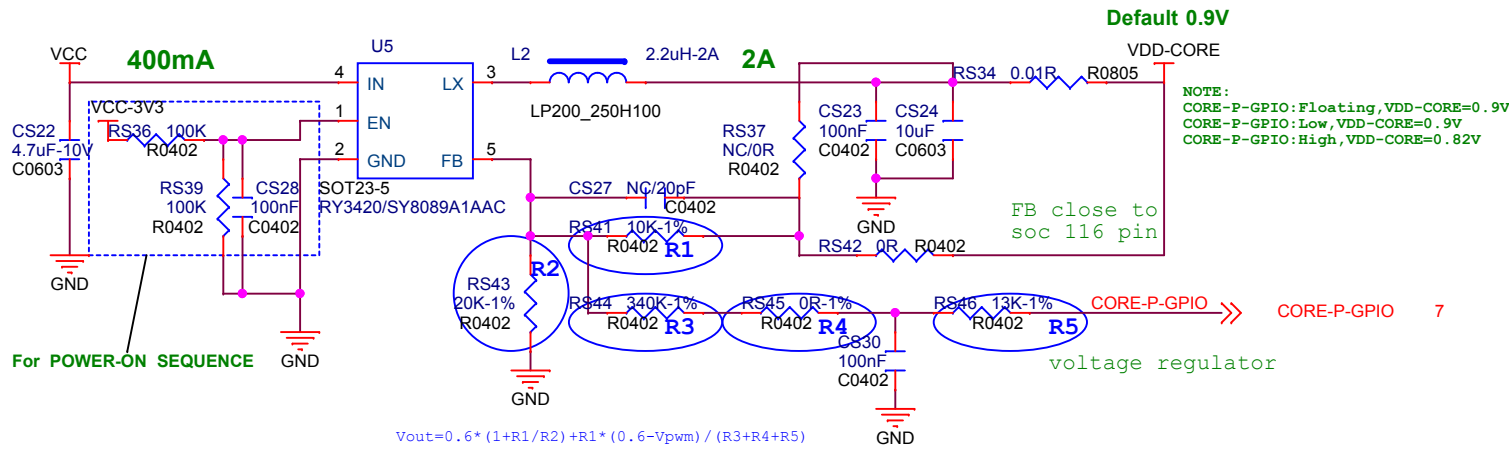 Default 0.9V
VCC
400mA
U5
L2
2.2uH-2A
2A
VDD-CORE
4
IN
LX
3
RS34
0.01R
R0805
LP200_250H100
NOTE:
CORE-P-GPIO:Floating,VDD-CORE=0.9V
CORE-P-GPIO:Low,VDD-CORE=0.9V
CORE-P-GPIO:High,VDD-CORE=0.82V
VCC-3V3
1
EN
CS22
4.7uF-10V
C0603
RS36
100K
R0402
2
GND
FB
5
RS37
NC/0R
R0402
CS23
100nF
C0402
CS24
10uF
C0603
RS39
100K
R0402
CS28
100nF
C0402
SOT23-5
RY3420/SY8089A1AAC
CS27
NC/20pF
C0402
GND
FB close to
soc 116 pin
RS41
10K-1%
R0402
R1
RS42
0R
R0402
GND
R2
RS43
20K-1%
R0402
RS44
340K-1%
R0402
R3
RS45
0R-1%
R0402
R4
RS46
13K-1%
R0402
R5
CORE-P-GPIO
CORE-P-GPIO
7
CS30
100nF
C0402
voltage regulator
For POWER-ON SEQUENCE
GND
GND
GND
Vout=0.6*(1+R1/R2)+R1*(0.6-Vpwm)/(R3+R4+R5)